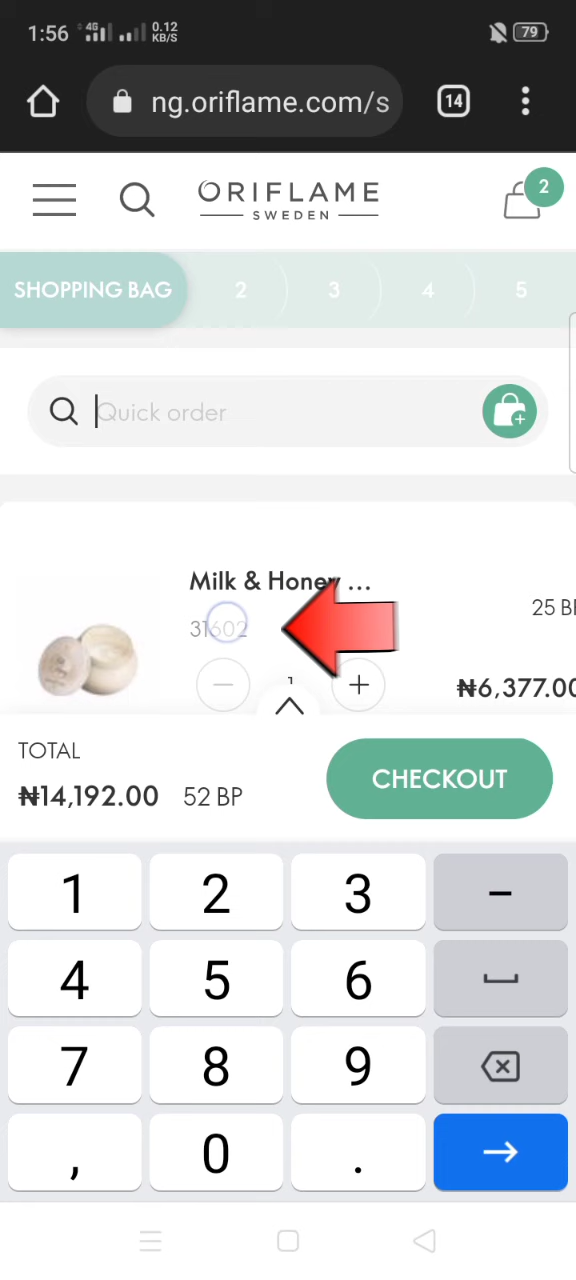 1:56 4G 0.12 KB/S 79
ng.oriflame.com/s 14
ORIFLAME
SWEDEN
2
SHOPPING BAG 2 3 4 5
Quick order
Milk & Honey ...
31602
25 B
1
₦6,377.00
TOTAL
₦14,192.00 52 BP
CHECKOUT
1 2 3 –
4 5 6
7 8 9
, 0 .